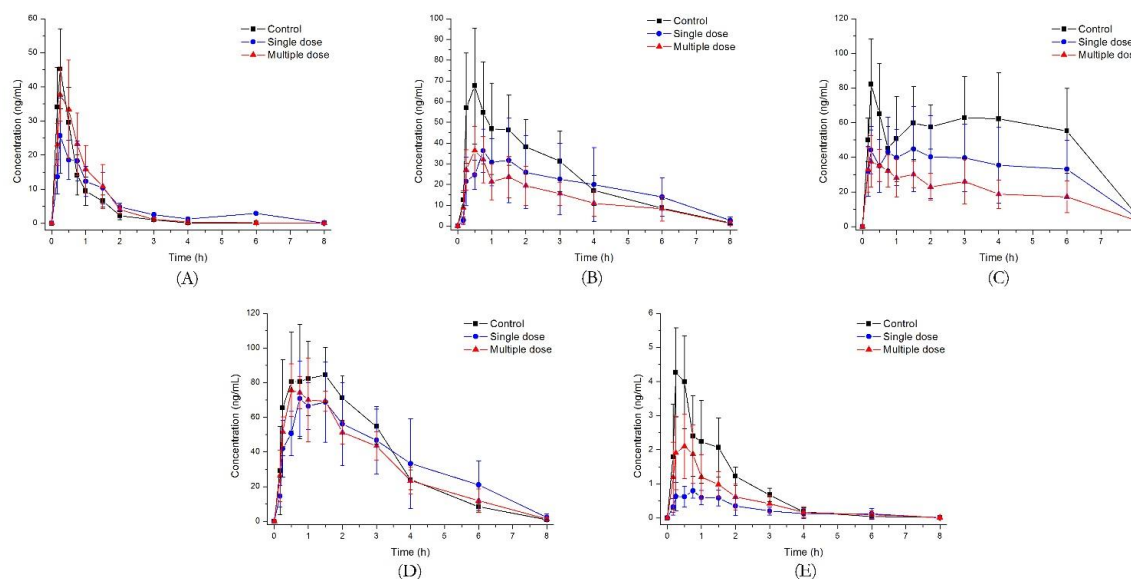 60
50
40
30
20
10
0
Concentration (ng/mL)
Control
Single dose
Multiple dose
0 1 2 3 4 5 6 7 8
Time (h)
(A)
100
90
80
70
60
50
40
30
20
10
0
Concentration (ng/mL)
Control
Single dose
Multiple dose
0 1 2 3 4 5 6 7 8
Time (h)
(B)
120
100
80
60
40
20
0
Concentration (ng/mL)
Control
Single dose
Multiple dose
0 1 2 3 4 5 6 7
Time (h)
(C)
120
100
80
60
40
20
0
Concentration (ng/mL)
Control
Single dose
Multiple dose
0 1 2 3 4 5 6 7 8
Time (h)
(D)
6
5
4
3
2
1
0
Concentration (ng/mL)
Control
Single dose
Multiple dose
0 1 2 3 4 5 6 7 8
Time (h)
(E)